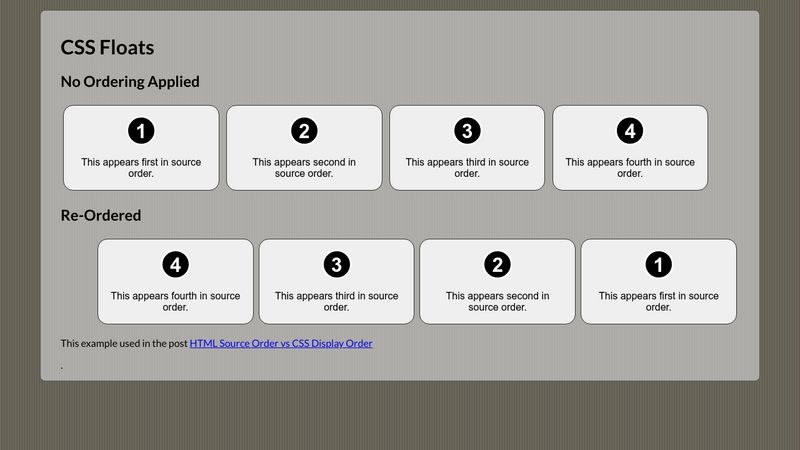 CSS Floats
No Ordering Applied
1
This appears first in source
order.
2
This appears second in
source order.
3
This appears third in source
order.
4
This appears fourth in source
order.
Re-Ordered
4
This appears fourth in source
order.
3
This appears third in source
order.
2
This appears second in
source order.
1
This appears first in source
order.
This example used in the post HTML Source Order vs CSS Display Order
.